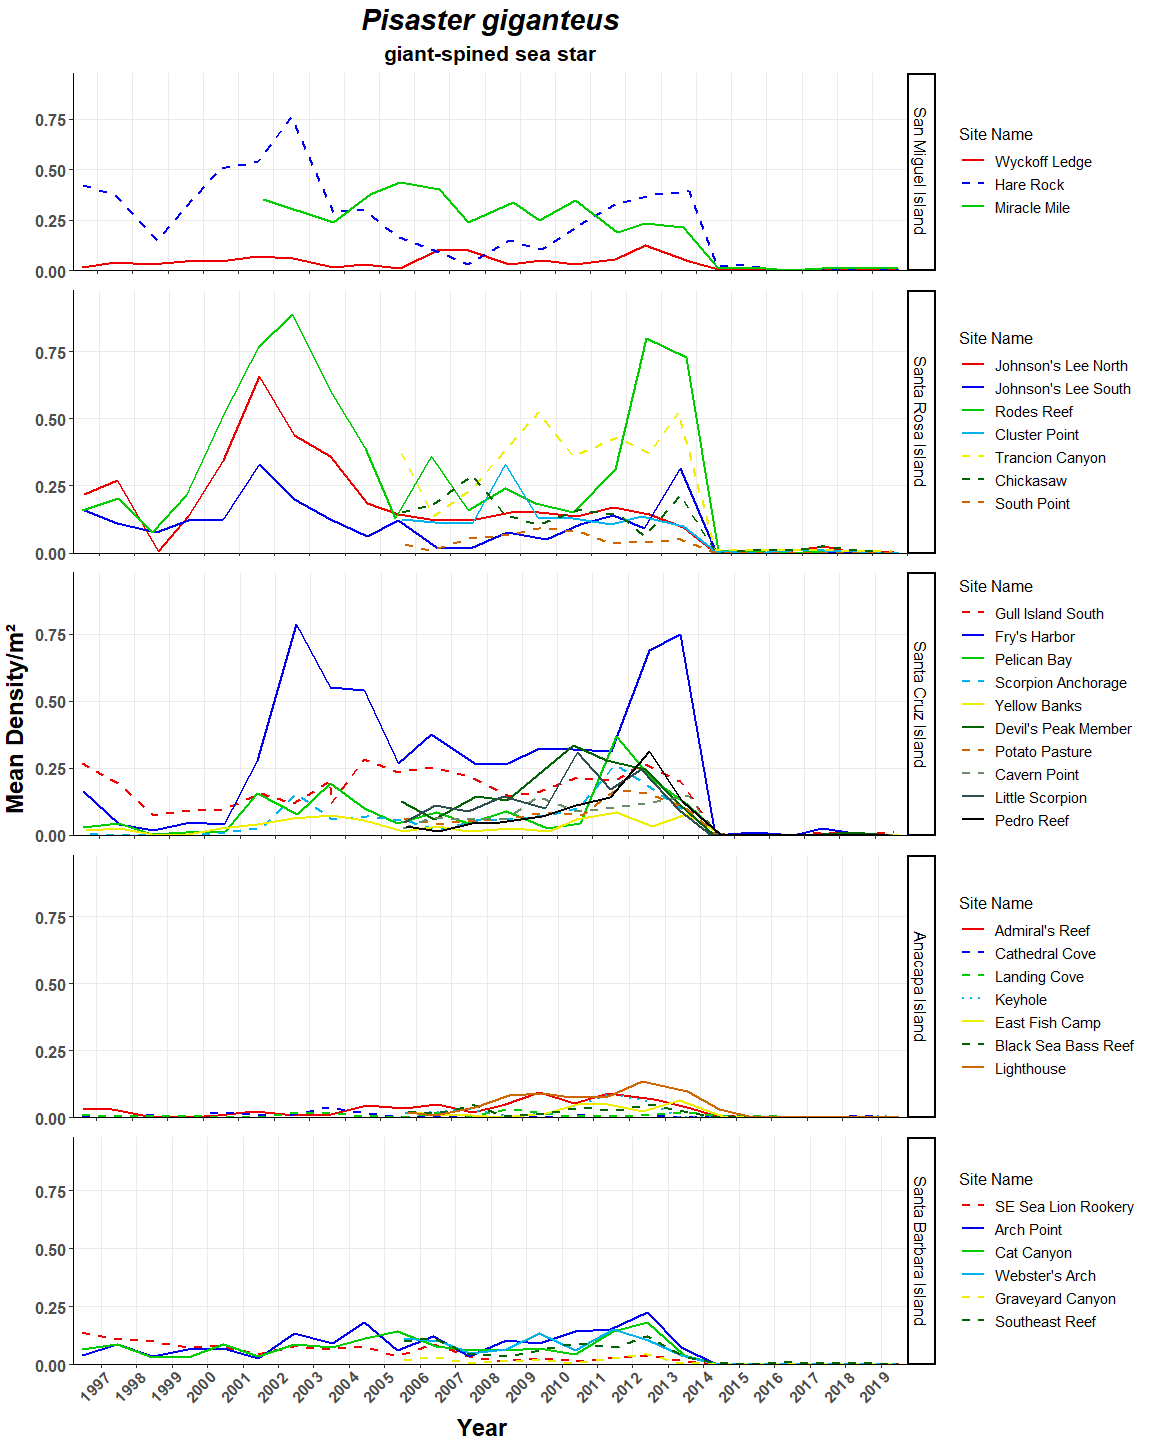 Pisaster giganteus
giant-spined sea star
Mean Density/m²
0.75
0.50
0.25
0.00
San Miguel Island
Site Name
Wyckoff Ledge
Hare Rock
Miracle Mile
0.75
0.50
0.25
0.00
Santa Rosa Island
Site Name
Johnson's Lee North
Johnson's Lee South
Rodes Reef
Cluster Point
Trancion Canyon
Chickasaw
South Point
0.75
0.50
0.25
0.00
Santa Cruz Island
Site Name
Gull Island South
Fry's Harbor
Pelican Bay
Scorpion Anchorage
Yellow Banks
Devil's Peak Member
Potato Pasture
Cavern Point
Little Scorpion
Pedro Reef
0.75
0.50
0.25
0.00
Anacapa Island
Site Name
Admiral's Reef
Cathedral Cove
Landing Cove
Keyhole
East Fish Camp
Black Sea Bass Reef
Lighthouse
0.75
0.50
0.25
0.00
Santa Barbara Island
Site Name
SE Sea Lion Rookery
Arch Point
Cat Canyon
Webster's Arch
Graveyard Canyon
Southeast Reef
1997 1998 1999 2000 2001 2002 2003 2004 2005 2006 2007 2008 2009 2010 2011 2012 2013 2014 2015 2016 2017 2018 2019
Year